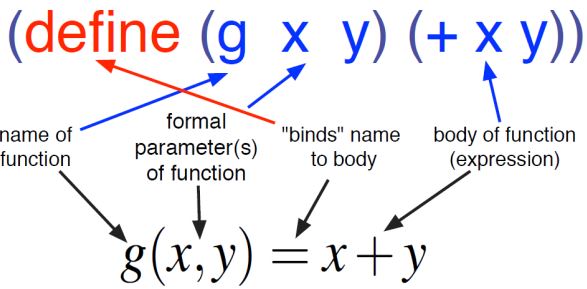 (define (g x y) (+ x y))
name of
function
formal
parameter(s)
of function
"binds" name
to body
body of function
(expression)
g(x,y) = x+y